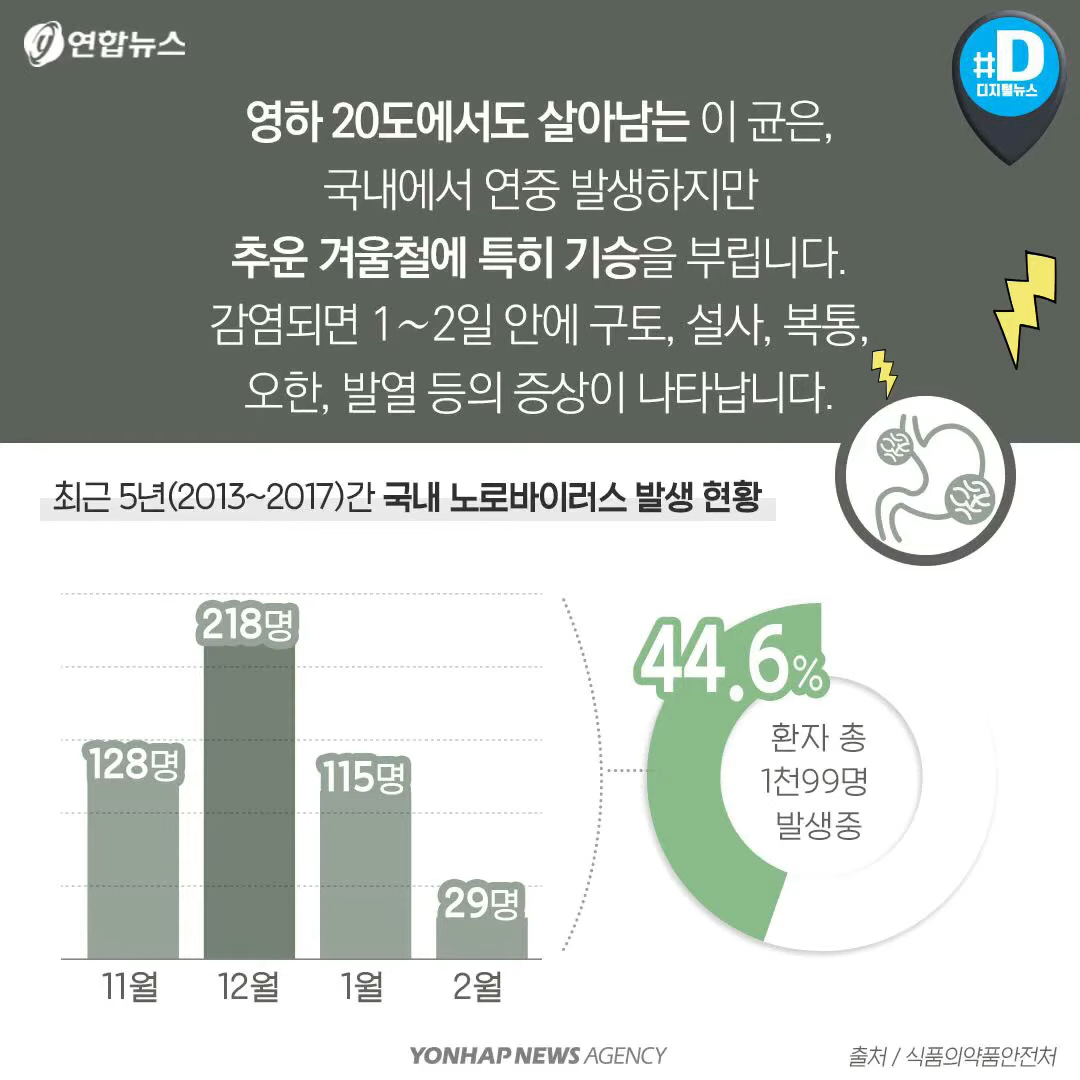 연합뉴스
#D
디지털뉴스
영하 20도에서도 살아남는 이 균은,
국내에서 연중 발생하지만
추운 겨울철에 특히 기승을 부립니다.
감염되면 1~2일 안에 구토, 설사, 복통,
오한, 발열 등의 증상이 나타납니다.
최근 5년(2013~2017)간 국내 노로바이러스 발생 현황
128명
218명
115명
29명
11월
12월
1월
2월
44.6%
환자 총
1천99명
발생중
YONHAP NEWS AGENCY
출처 / 식품의약품안전처